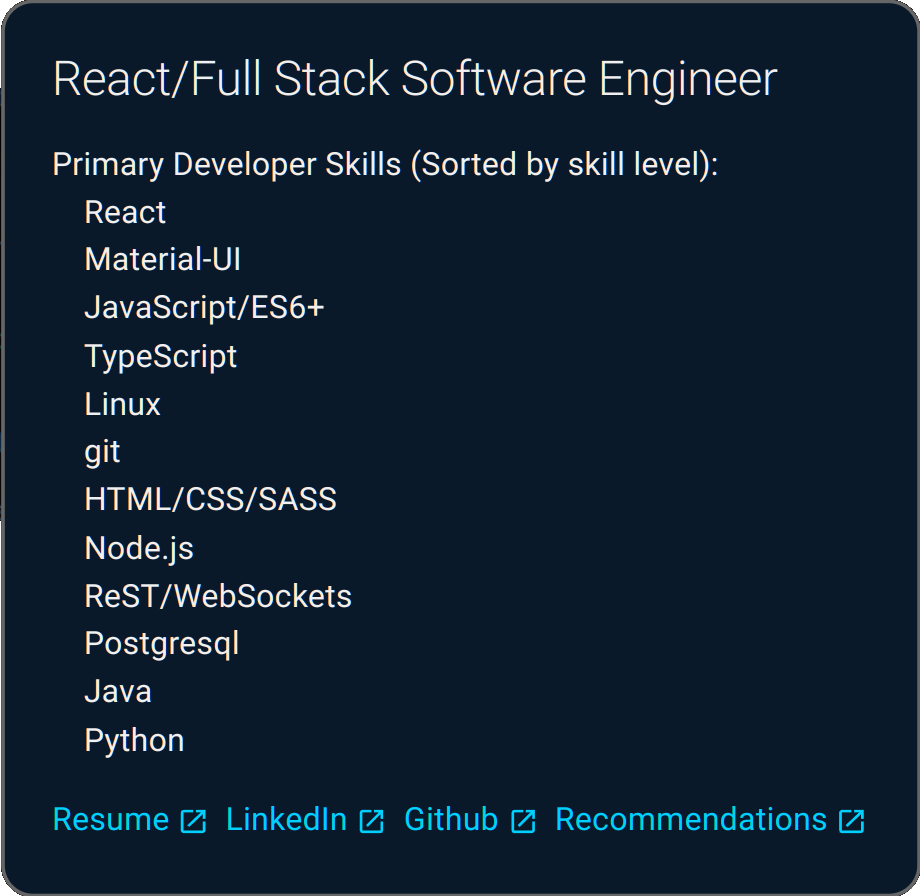 React/Full Stack Software Engineer
Primary Developer Skills (Sorted by skill level):
React
Material-UI
JavaScript/ES6+
TypeScript
Linux
git
HTML/CSS/SASS
Node.js
ReST/WebSockets
Postgresql
Java
Python
Resume LinkedIn Github Recommendations